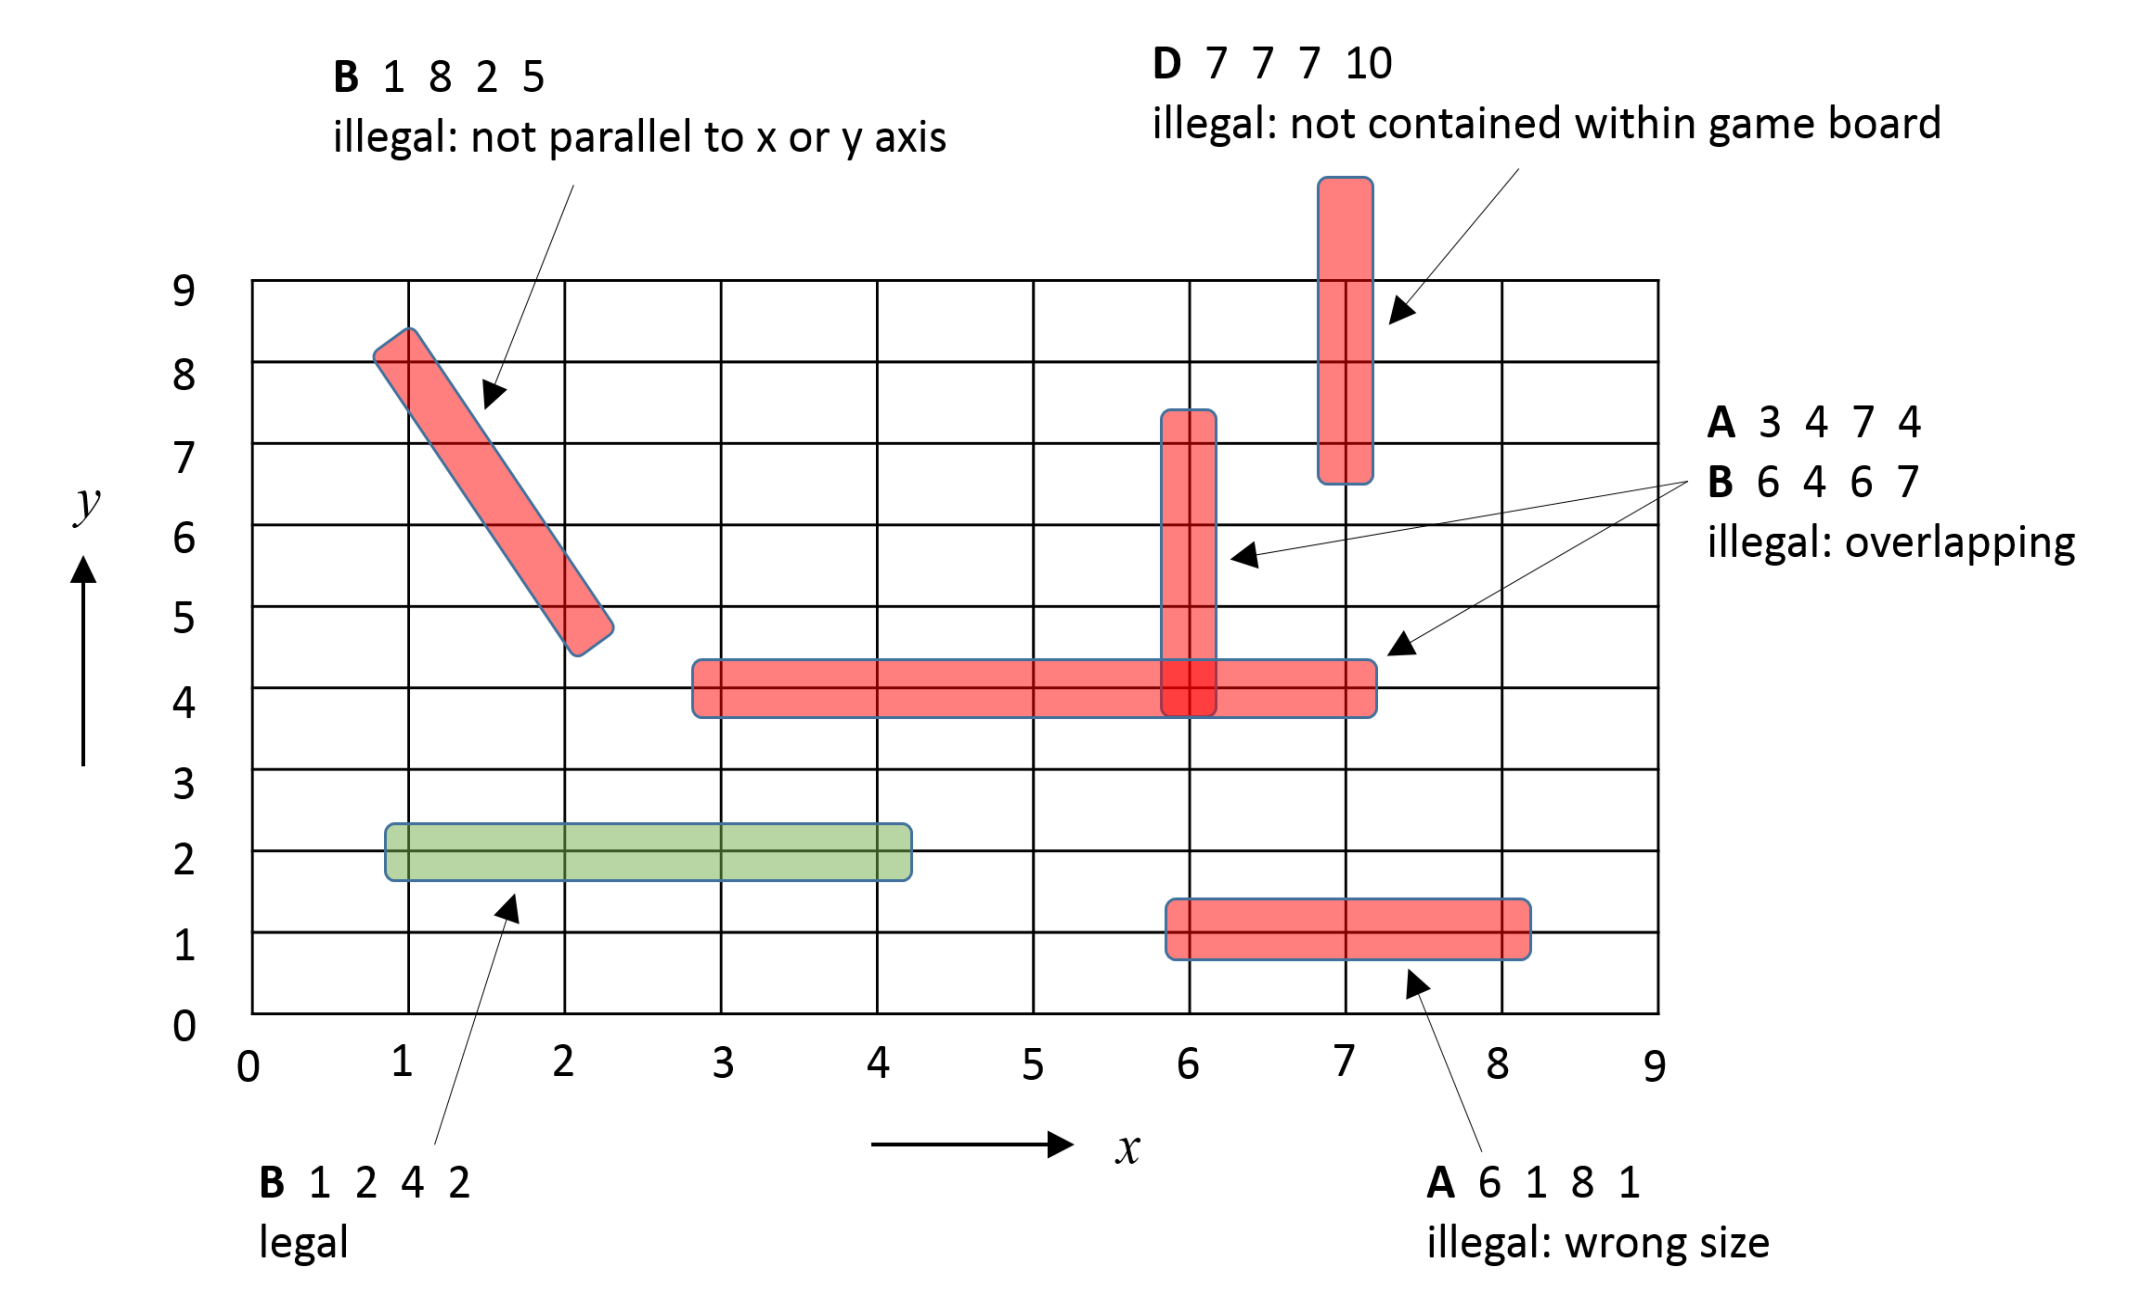 B 1 8 2 5
illegal: not parallel to x or y axis
D 7 7 7 10
illegal: not contained within game board
9
8
7
6
5
4
3
2
1
0
y
A 3 4 7 4
B 6 4 6 7
illegal: overlapping
0 1 2 3 4 5 6 7 8 9
x
B 1 2 4 2
legal
A 6 1 8 1
illegal: wrong size